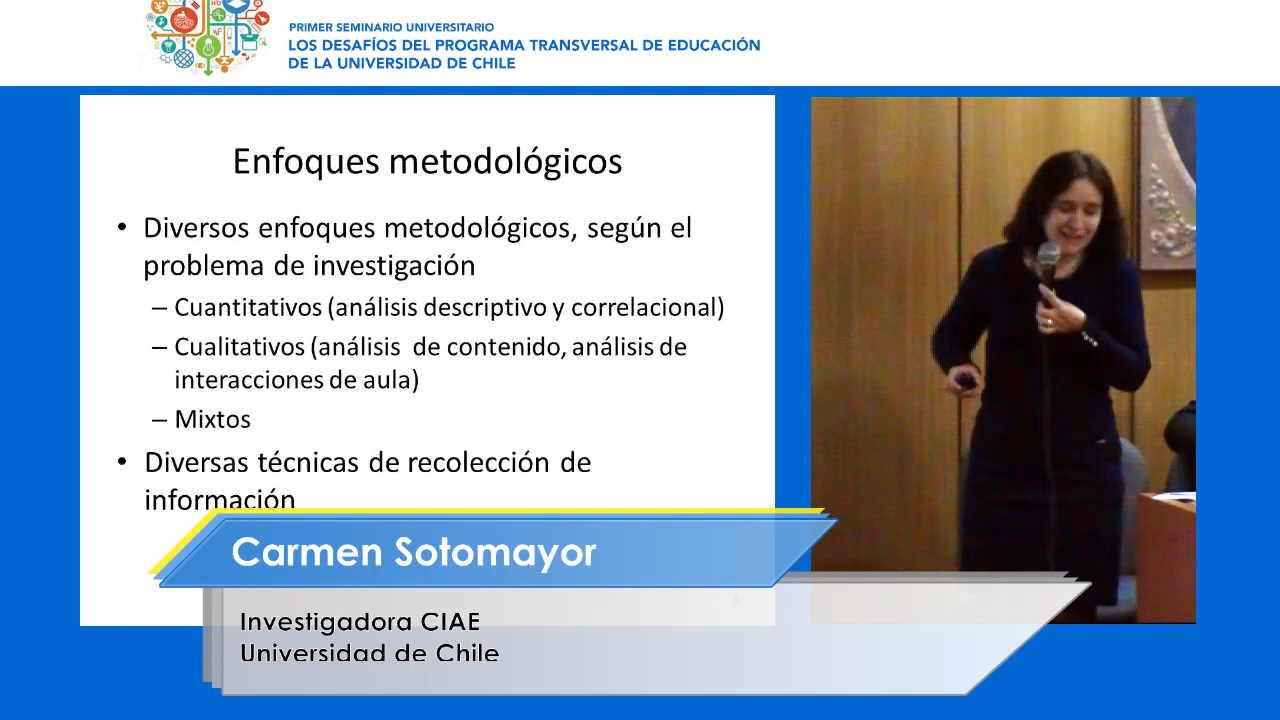 PRIMER SEMINARIO UNIVERSITARIO
LOS DESAFÍOS DEL PROGRAMA TRANSVERSAL DE EDUCACIÓN
DE LA UNIVERSIDAD DE CHILE
Enfoques metodológicos
• Diversos enfoques metodológicos, según el
problema de investigación
– Cuantitativos (análisis descriptivo y correlacional)
– Cualitativos (análisis de contenido, análisis de
interacciones de aula)
– Mixtos
• Diversas técnicas de recolección de
información
Carmen Sotomayor
Investigadora CIAE
Universidad de Chile